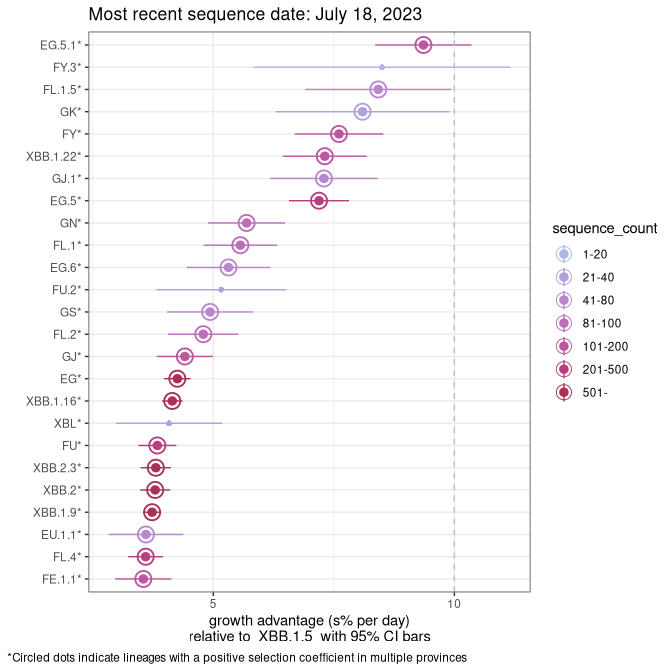 Most recent sequence date: July 18, 2023
EG.5.1*
FY.3*
FL.1.5*
GK*
FY*
XBB.1.22*
GJ.1*
EG.5*
GN*
FL.1*
EG.6*
FU.2*
GS*
FL.2*
GJ*
EG*
XBB.1.16*
XBL*
FU*
XBB.2.3*
XBB.2*
XBB.1.9*
EU.1.1*
FL.4*
FE.1.1*
5 10
growth advantage (s% per day)
relative to XBB.1.5 with 95% CI bars
sequence_count
1-20
21-40
41-80
81-100
101-200
201-500
501-
*Circled dots indicate lineages with a positive selection coefficient in multiple provinces